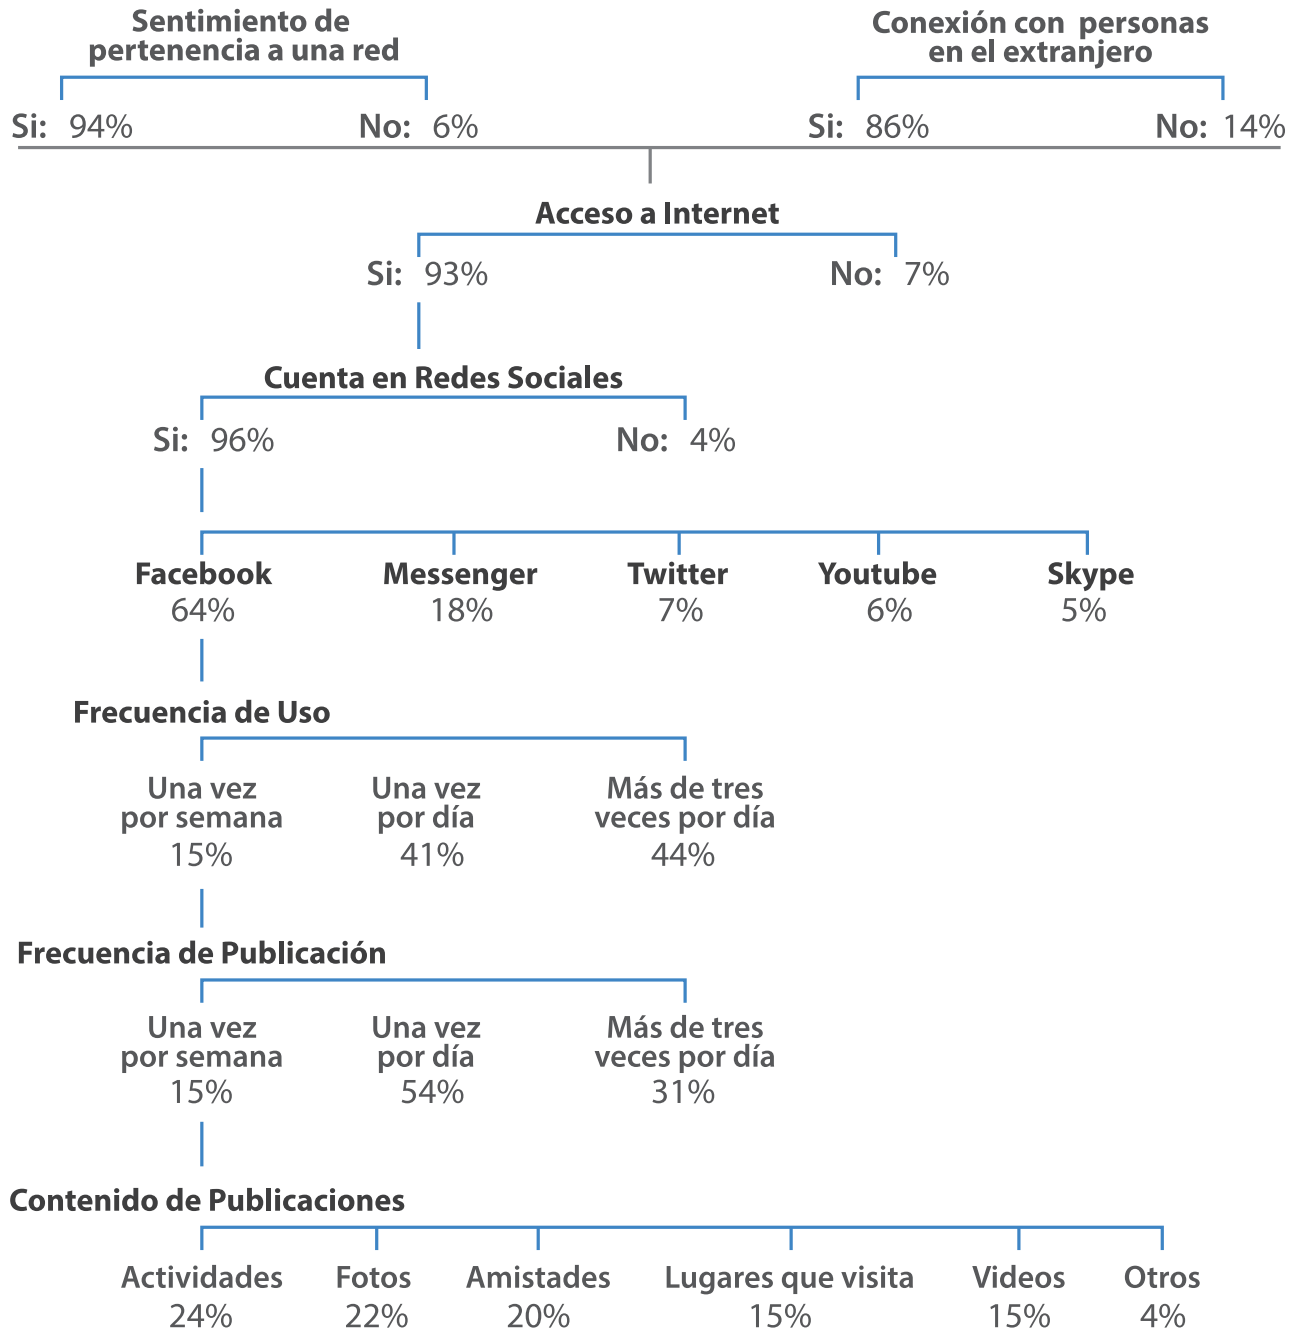 Sentimiento de
pertenencia a una red
Conexión con personas
en el extranjero
Si: 94%
No: 6%
Si: 86%
No: 14%
Acceso a Internet
Si: 93%
No: 7%
Cuenta en Redes Sociales
Si: 96%
No: 4%
Facebook
64%
Messenger
18%
Twitter
7%
Youtube
6%
Skype
5%
Frecuencia de Uso
Una vez
por semana
15%
Una vez
por día
41%
Más de tres
veces por día
44%
Frecuencia de Publicación
Una vez
por semana
15%
Una vez
por día
54%
Más de tres
veces por día
31%
Contenido de Publicaciones
Actividades
24%
Fotos
22%
Amistades
20%
Lugares que visita
15%
Videos
15%
Otros
4%